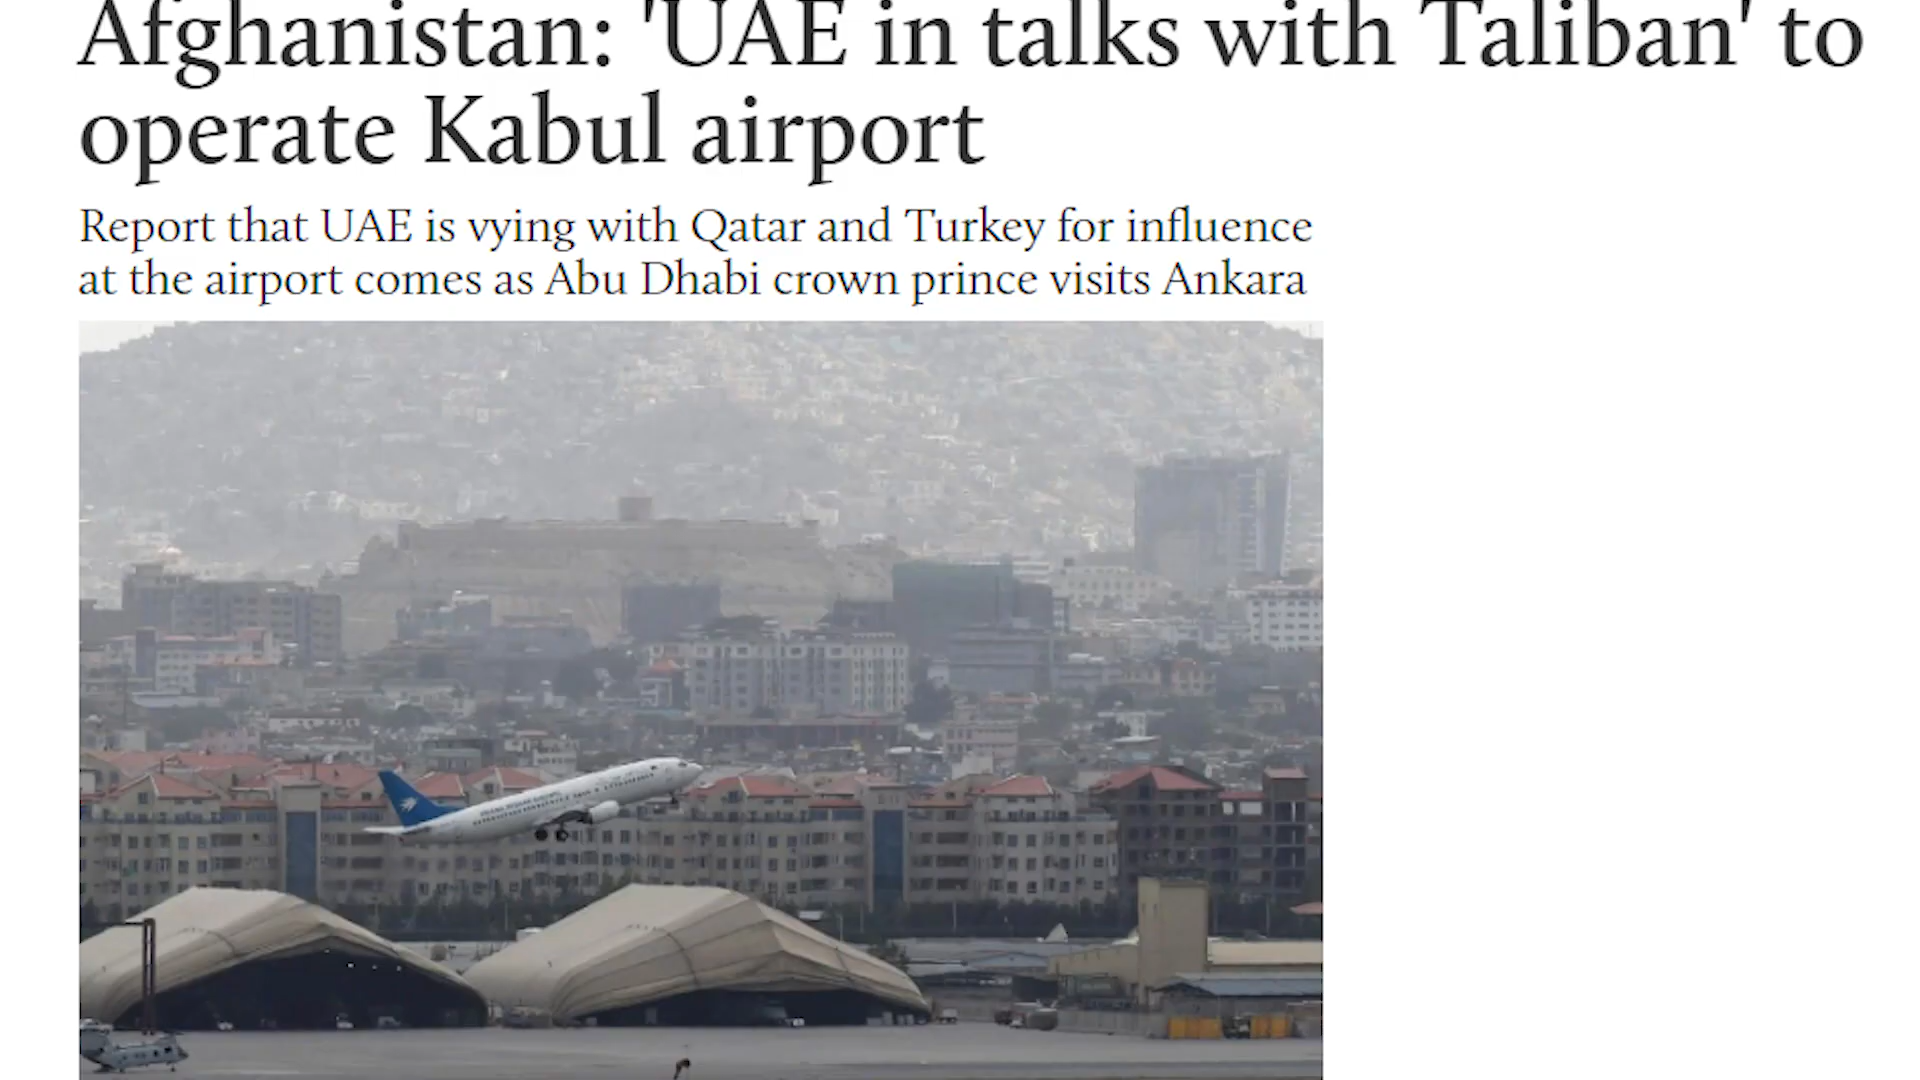 Afghanistan: 'UAE in talks with Taliban' to
operate Kabul airport
Report that UAE is vying with Qatar and Turkey for influence
at the airport comes as Abu Dhabi crown prince visits Ankara